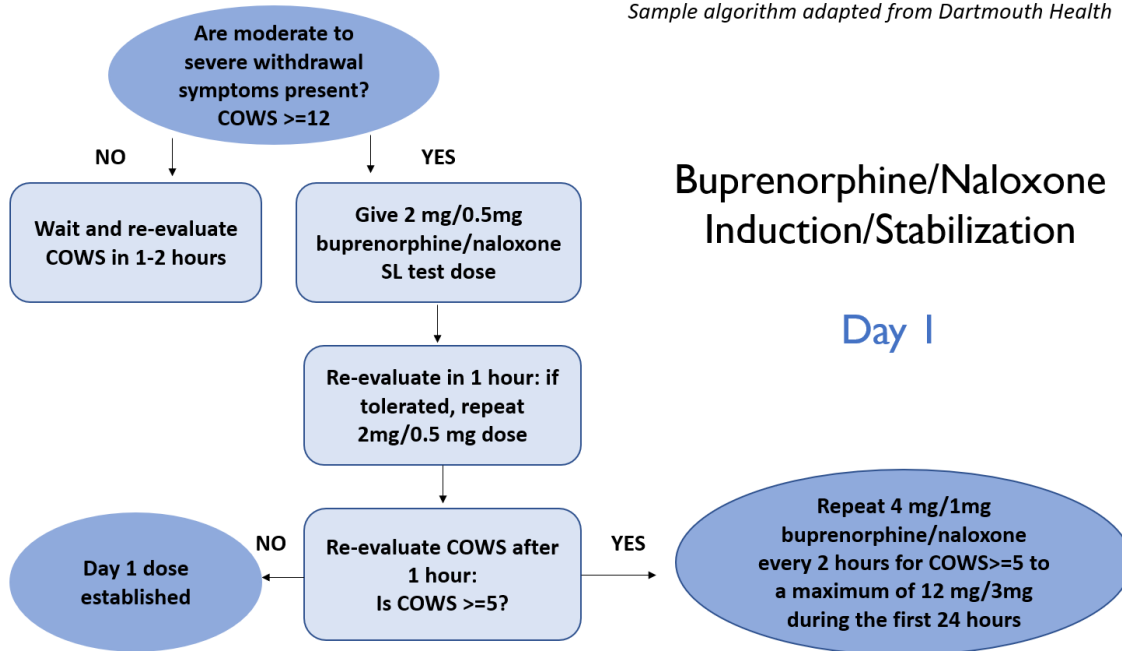 Sample algorithm adapted from Dartmouth Health
Are moderate to
severe withdrawal
symptoms present?
COWS >=12
NO
YES
Wait and re-evaluate
COWS in 1-2 hours
Give 2 mg/0.5mg
buprenorphine/naloxone
SL test dose
Buprenorphine/Naloxone
Induction/Stabilization
Day 1
Re-evaluate in 1 hour: if
tolerated, repeat
2mg/0.5 mg dose
Re-evaluate COWS after
1 hour:
Is COWS >=5?
NO
YES
Day 1 dose
established
Repeat 4 mg/1mg
buprenorphine/naloxone
every 2 hours for COWS>=5 to
a maximum of 12 mg/3mg
during the first 24 hours